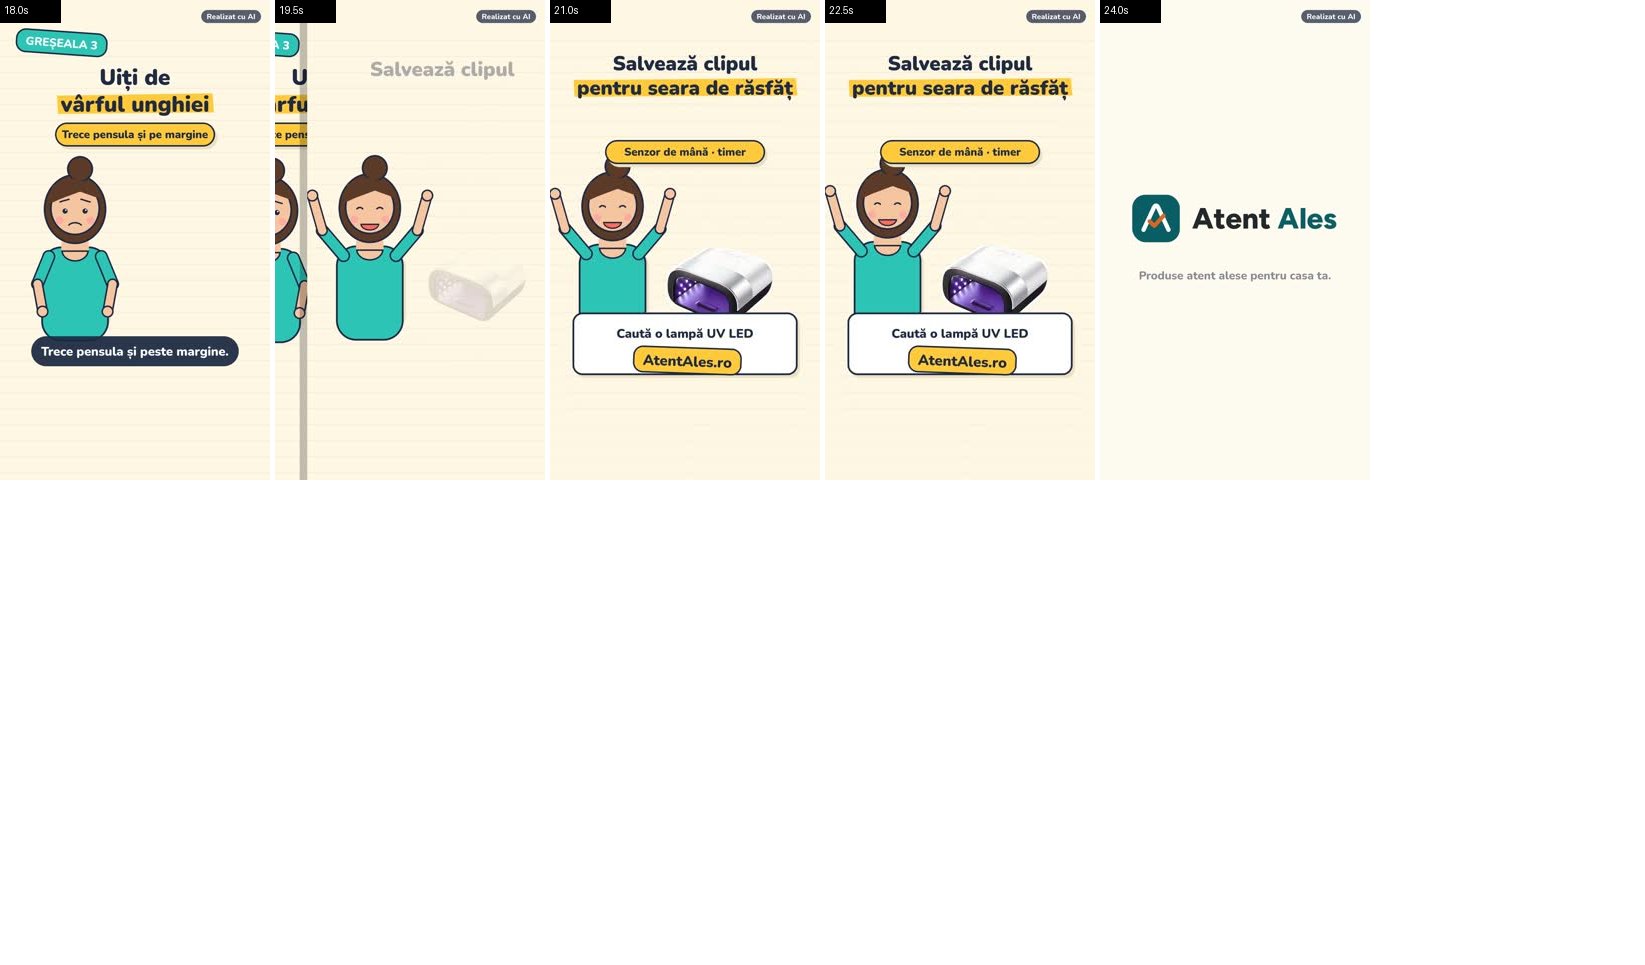 18.0s
Realizat cu AI
GREȘEALA 3
Uiți de
vârful unghiei
Trece pensula și pe margine
Trece pensula și peste margine.
19.5s
Realizat cu AI
A 3
U
rfu
e pens
Salvează clipul
21.0s
Realizat cu AI
Salvează clipul
pentru seara de răsfăț
Senzor de mână · timer
Caută o lampă UV LED
AtentAles.ro
22.5s
Realizat cu AI
Salvează clipul
pentru seara de răsfăț
Senzor de mână · timer
Caută o lampă UV LED
AtentAles.ro
24.0s
Realizat cu AI
Atent Ales
Produse atent alese pentru casa ta.